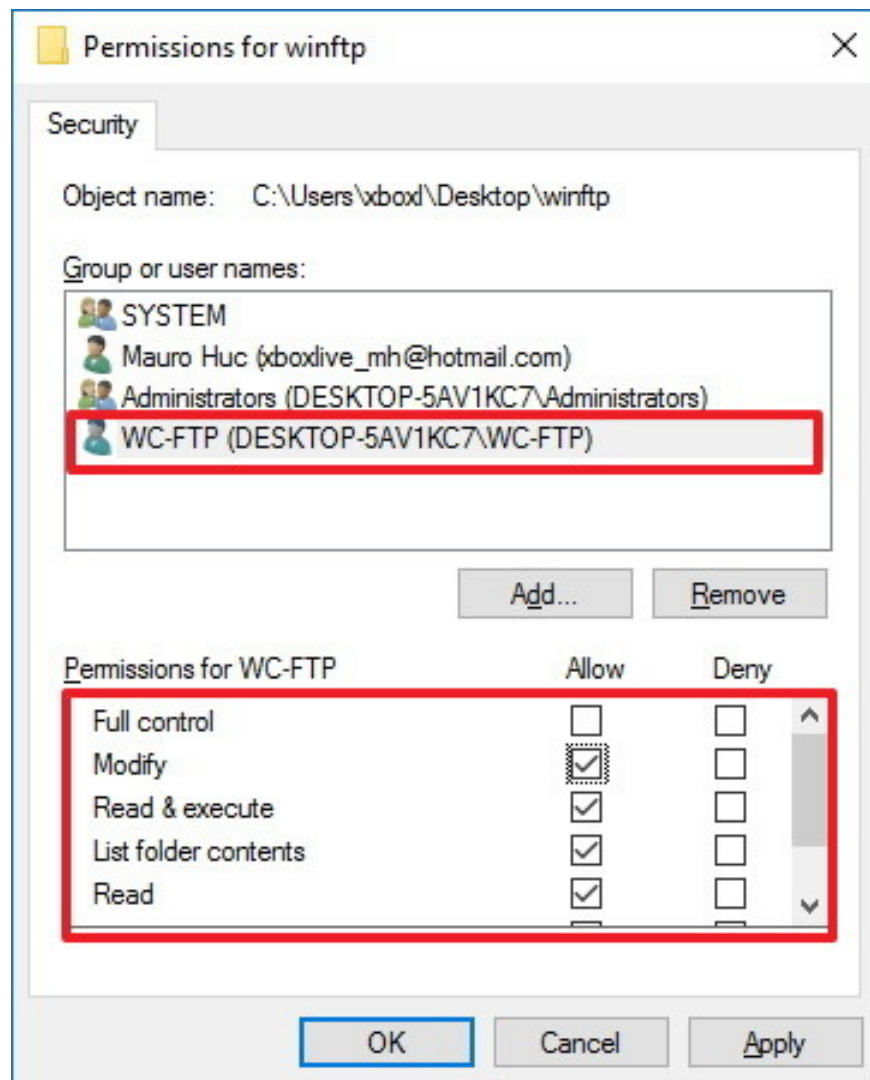 Permissions for winftp
Security
Object name: C:\Users\xboxl\Desktop\winftp
Group or user names:
SYSTEM
Mauro Huc (xboxlive_mh@hotmail.com)
Administrators (DESKTOP-5AV1KC7\Administrators)
WC-FTP (DESKTOP-5AV1KC7\WC-FTP)
Add... Remove
Permissions for WC-FTP Allow Deny
Full control
Modify
Read & execute
List folder contents
Read
OK Cancel Apply